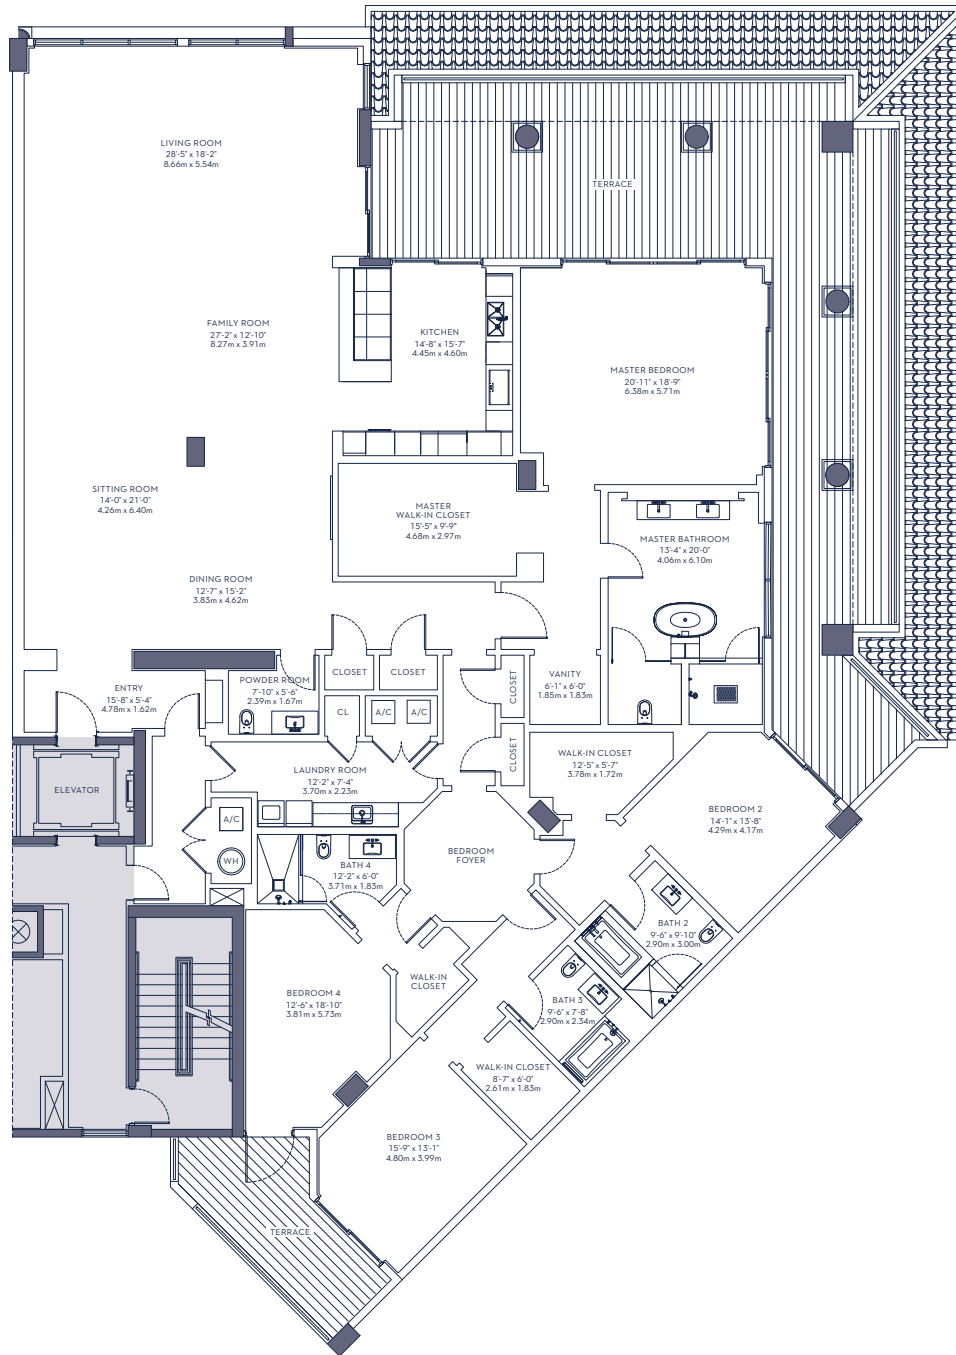 LIVING ROOM
28'-5" x 18'-2"
8.66m x 5.54m
TERRACE
FAMILY ROOM
27'-2" x 12'-10"
8.27m x 3.91m
KITCHEN
14'-8" x 15'-7"
4.45m x 4.60m
MASTER BEDROOM
20'-11" x 18'-9"
6.38m x 5.71m
SITTING ROOM
14'-0" x 21'-0"
4.26m x 6.40m
MASTER
WALK-IN CLOSET
15'-5" x 9'-9"
4.68m x 2.97m
MASTER BATHROOM
13'-4" x 20'-0"
4.06m x 6.10m
DINING ROOM
12'-7" x 15'-2"
3.83m x 4.62m
ENTRY
15'-8" x 5'-4"
4.78m x 1.62m
POWDER ROOM
7'-10" x 5'-6"
2.39m x 1.67m
CLOSET
CLOSET
CLOSET
VANITY
6'-1" x 6'-0"
1.85m x 1.83m
CL
A/C
A/C
CLOSET
WALK-IN CLOSET
12'-5" x 5'-7"
3.78m x 1.72m
LAUNDRY ROOM
12'-2" x 7'-4"
3.70m x 2.23m
ELEVATOR
A/C
WH
BEDROOM 2
14'-1" x 13'-8"
4.29m x 4.17m
BATH 4
12'-2" x 6'-0"
3.71m x 1.83m
BEDROOM
FOYER
BATH 2
9'-6" x 9'-10"
2.90m x 3.00m
WALK-IN
CLOSET
BEDROOM 4
12'-6" x 18'-10"
3.81m x 5.73m
BATH 3
9'-6" x 7'-8"
2.90m x 2.34m
WALK-IN CLOSET
8'-7" x 6'-0"
2.61m x 1.83m
BEDROOM 3
15'-9" x 13'-1"
4.80m x 3.99m
TERRACE